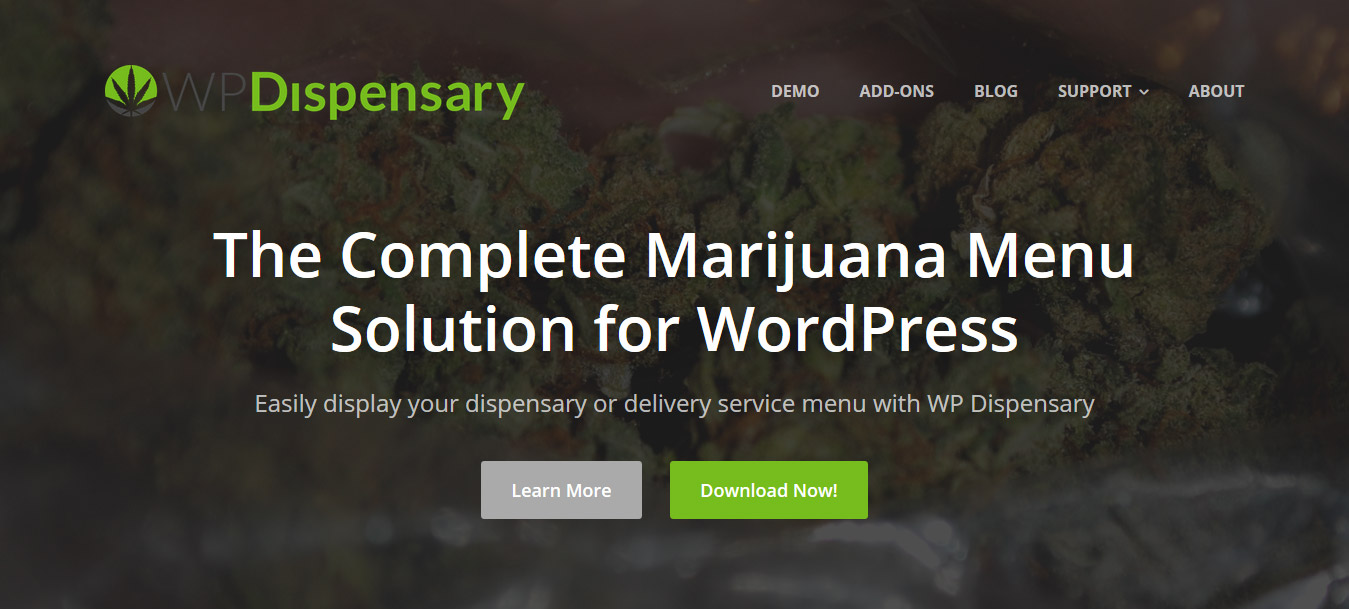 WPDispensary
DEMO ADD-ONS BLOG SUPPORT ABOUT
The Complete Marijuana Menu
Solution for WordPress
Easily display your dispensary or delivery service menu with WP Dispensary
Learn More Download Now!